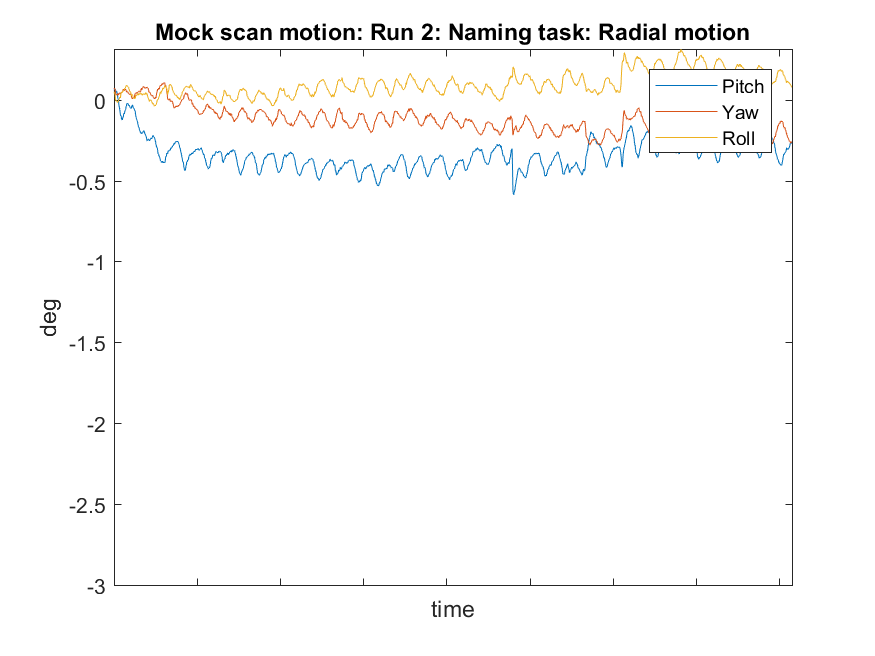 Mock scan motion: Run 2: Naming task: Radial motion
Pitch
Yaw
Roll
0
-0.5
-1
-1.5
-2
-2.5
-3
deg
time